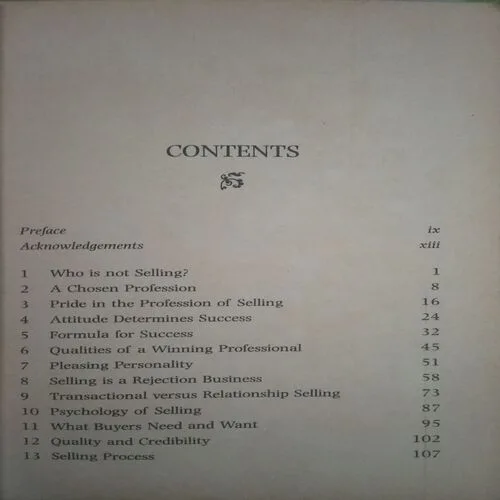 CONTENTS
Preface ix
Acknowledgements xiii
1 Who is not Selling? 1
2 A Chosen Profession 8
3 Pride in the Profession of Selling 16
4 Attitude Determines Success 24
5 Formula for Success 32
6 Qualities of a Winning Professional 45
7 Pleasing Personality 51
8 Selling is a Rejection Business 58
9 Transactional versus Relationship Selling 73
10 Psychology of Selling 87
11 What Buyers Need and Want 95
12 Quality and Credibility 102
13 Selling Process 107